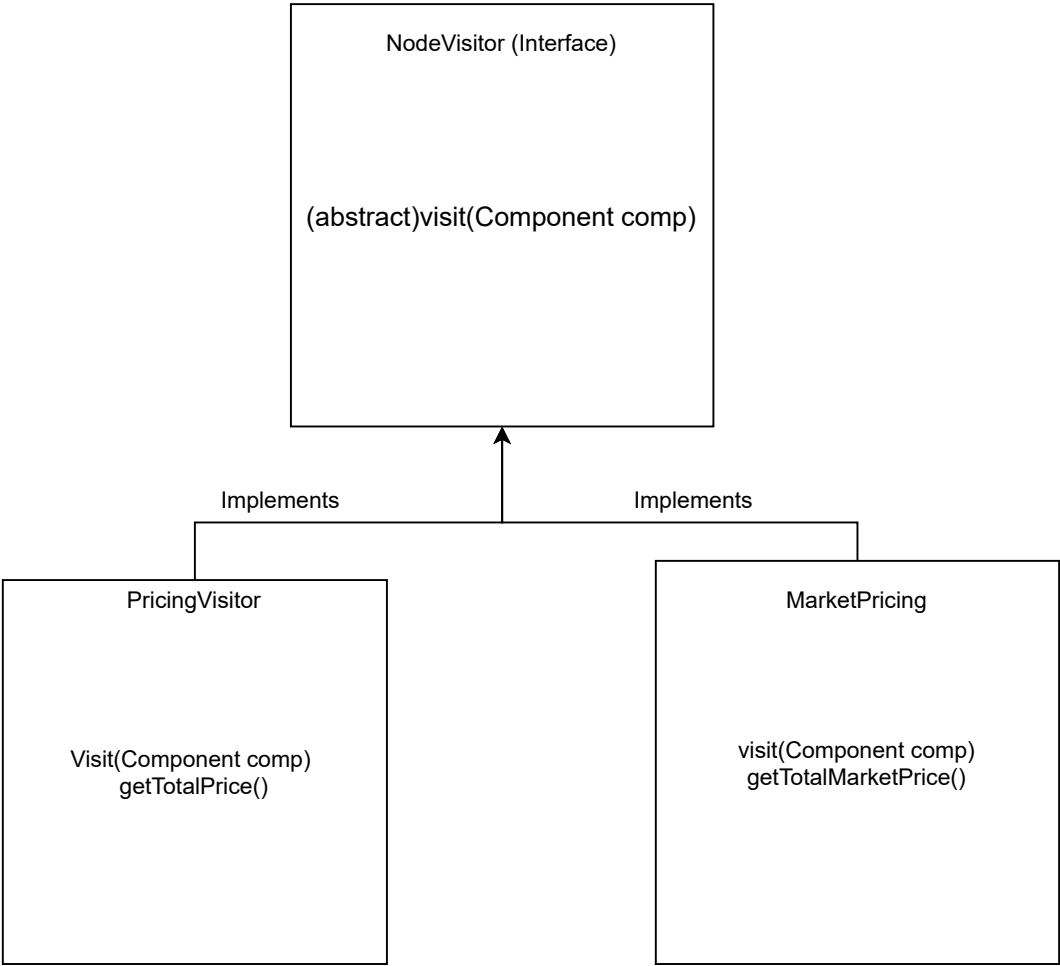 NodeVisitor (Interface)
(abstract)visit(Component comp)
Implements
Implements
PricingVisitor
Visit(Component comp)
getTotalPrice()
MarketPricing
visit(Component comp)
getTotalMarketPrice()